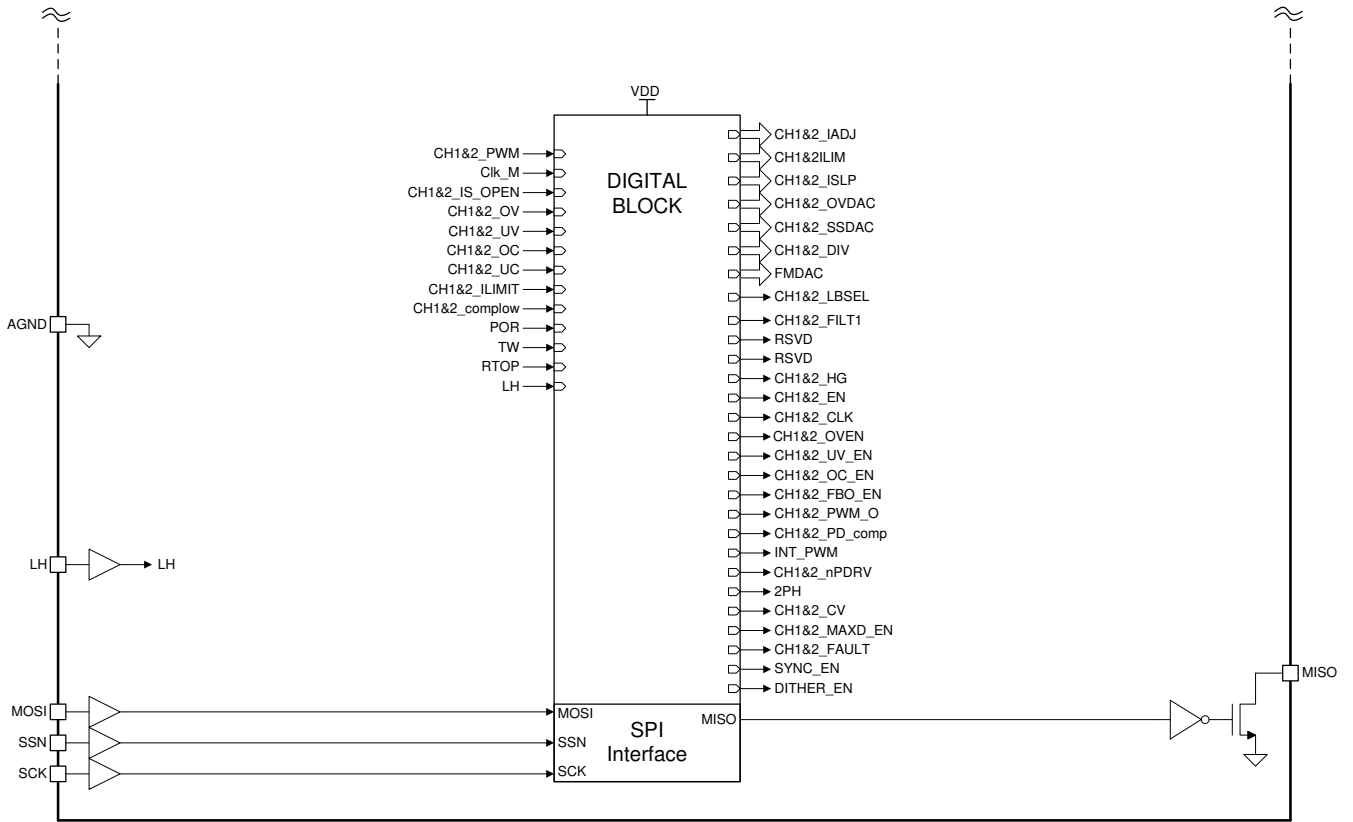 VDD
DIGITAL
BLOCK
CH1&2_PWM
Clk_M
CH1&2_IS_OPEN
CH1&2_OV
CH1&2_UV
CH1&2_OC
CH1&2_UC
CH1&2_ILIMIT
CH1&2_complow
POR
TW
RTOP
LH
CH1&2_IADJ
CH1&2ILIM
CH1&2_ISLP
CH1&2_OVDAC
CH1&2_SSDAC
CH1&2_DIV
FMDAC
CH1&2_LBSEL
CH1&2_FILT1
RSVD
RSVD
CH1&2_HG
CH1&2_EN
CH1&2_CLK
CH1&2_OVEN
CH1&2_UV_EN
CH1&2_OC_EN
CH1&2_FBO_EN
CH1&2_PWM_O
CH1&2_PD_comp
INT_PWM
CH1&2_nPDRV
2PH
CH1&2_CV
CH1&2_MAXD_EN
CH1&2_FAULT
SYNC_EN
DITHER_EN
AGND
LH
LH
MOSI
SSN
SCK
MOSI
SSN
SCK
SPI
Interface
MISO
MISO